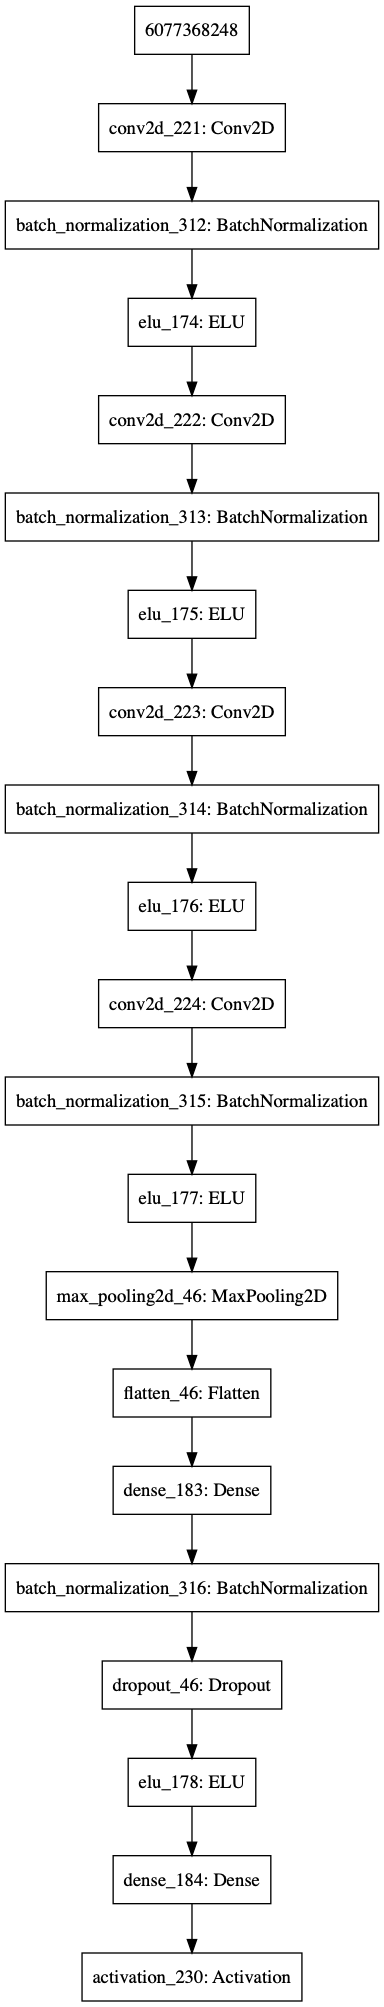 6077368248
conv2d_221: Conv2D
batch_normalization_312: BatchNormalization
elu_174: ELU
conv2d_222: Conv2D
batch_normalization_313: BatchNormalization
elu_175: ELU
conv2d_223: Conv2D
batch_normalization_314: BatchNormalization
elu_176: ELU
conv2d_224: Conv2D
batch_normalization_315: BatchNormalization
elu_177: ELU
max_pooling2d_46: MaxPooling2D
flatten_46: Flatten
dense_183: Dense
batch_normalization_316: BatchNormalization
dropout_46: Dropout
elu_178: ELU
dense_184: Dense
activation_230: Activation